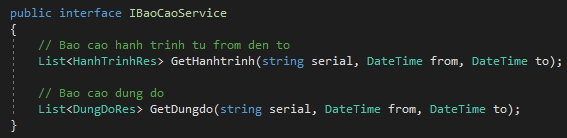 public interface IBaoCaoService
{
// Bao cao hanh trinh tu from den to
List<HanhTrinhRes> GetHanhtrinh(string serial, DateTime from, DateTime to);
// Bao cao dung do
List<DungDoRes> GetDungdo(string serial, DateTime from, DateTime to);
}